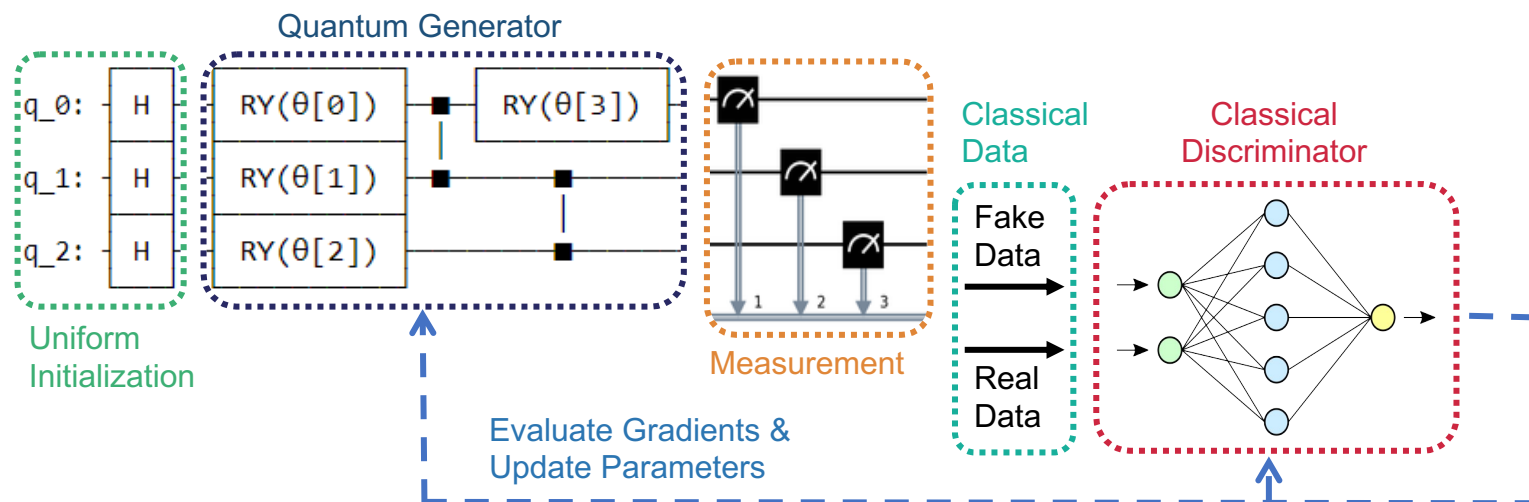 Quantum Generator
q_0: H RY(θ[0]) RY(θ[3])
q_1: H RY(θ[1])
q_2: H RY(θ[2])
1 2 3
Uniform
Initialization
Measurement
Classical
Data
Fake
Data
Real
Data
Classical
Discriminator
Evaluate Gradients &
Update Parameters